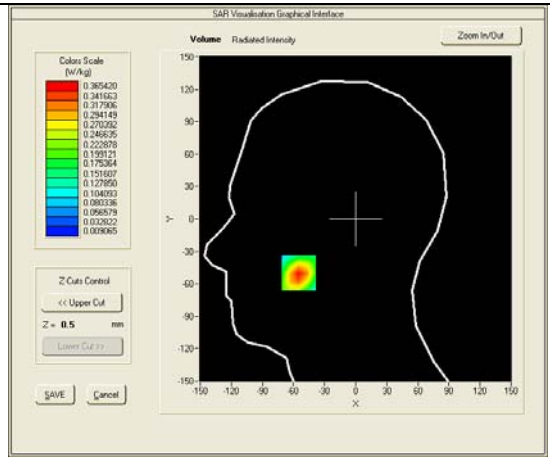 SAR Visualisation Graphical Interface
Volume Radiated Intensity
Zoom In/Out
Colors Scale
(W/kg)
0.365420
0.341663
0.317906
0.294149
0.270392
0.246635
0.222878
0.199121
0.175364
0.151607
0.127850
0.104093
0.080336
0.056579
0.032822
0.009065
Z Cuts Control
<< Upper Cut
Z = 0.5 mm
Lower Cut >>
SAVE Cancel
150
120
90
60
30
0
-30
-60
-90
-120
-150
Y
-150 -120 -90 -60 -30 0 30 60 90 120 150
X